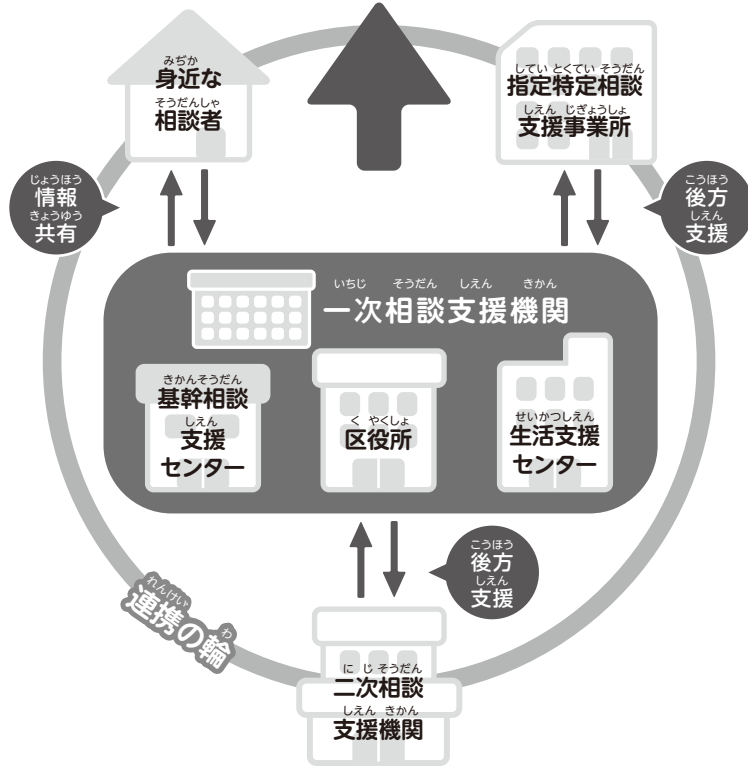 みぢか
身近な
そうだんしゃ
相談者
してい とくてい そうだん
指定特定相談
しえん じぎょうしょ
支援事業所
じょうほう
情報
きょうゆう
共有
こうほう
後方
しえん
支援
いちじ そうだん しえん きかん
一次相談支援機関
きかんそうだん
基幹相談
しえん
支援
センター
く やくしょ
区役所
せいかつしえん
生活支援
センター
こうほう
後方
しえん
支援
れんけい わ
連携の輪
に じ そうだん
二次相談
しえん きかん
支援機関